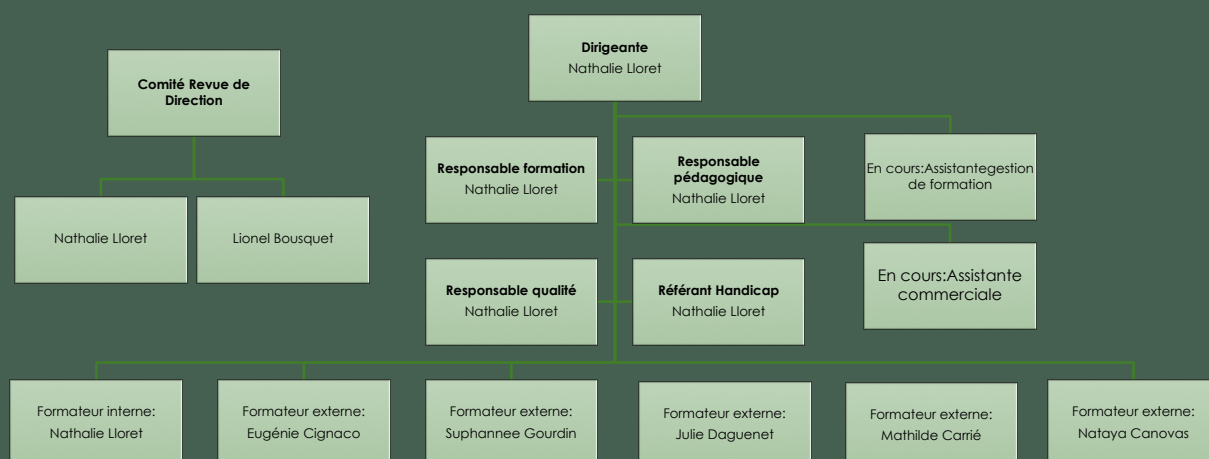 Dirigeante
Nathalie Lloret
Comité Revue de
Direction
Nathalie Lloret
Lionel Bousquet
Responsable formation
Nathalie Lloret
Responsable
pédagogique
Nathalie Lloret
En cours:Assistantegestion
de formation
Responsable qualité
Nathalie Lloret
Référant Handicap
Nathalie Lloret
En cours:Assistante
commerciale
Formateur interne:
Nathalie Lloret
Formateur externe:
Eugénie Cignaco
Formateur externe:
Suphannee Gourdin
Formateur externe:
Julie Daguenet
Formateur externe:
Mathilde Carrié
Formateur externe:
Nataya Canovas